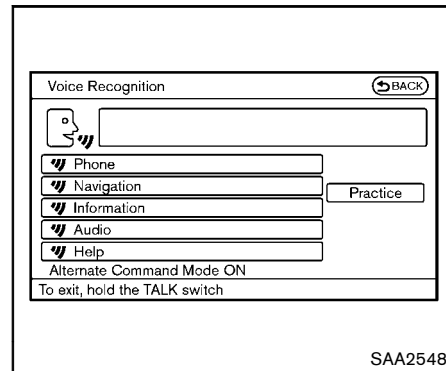 Voice Recognition
BACK
Phone
Navigation
Practice
Information
Audio
Help
Alternate Command Mode ON
To exit, hold the TALK switch
SAA2548